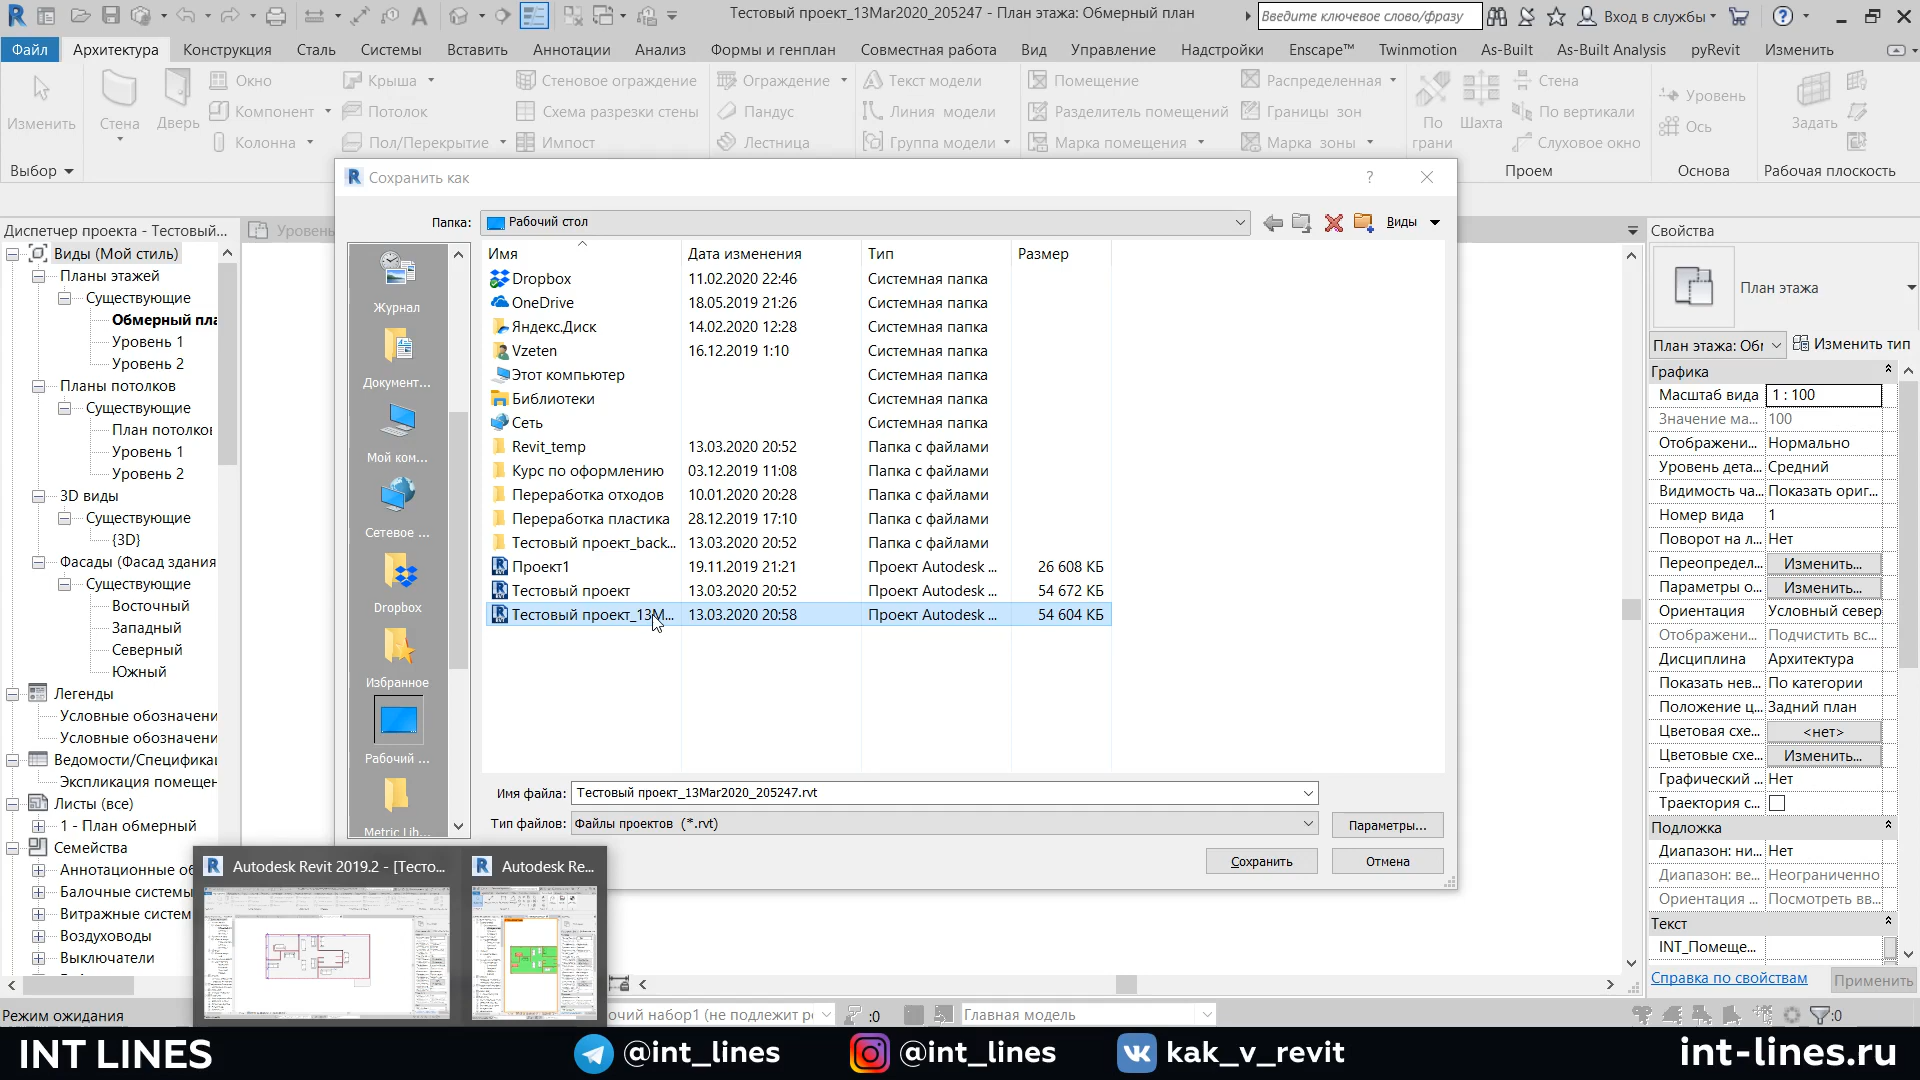 Тестовый проект_13Mar2020_205247 - План этажа: Обмерный план
Введите ключевое слово/фразу
Вход в службы
Файл Архитектура Конструкция Сталь Системы Вставить Аннотации Анализ Формы и генплан Совместная работа Вид Управление Надстройки Enscape™ Twinmotion As-Built As-Built Analysis pyRevit Изменить
Изменить
Стена
Дверь
Окно
Компонент
Колонна
Крыша
Потолок
Пол/Перекрытие
Стеновое ограждение
Схема разрезки стены
Импост
Ограждение
Пандус
Лестница
Текст модели
Линия модели
Группа модели
Помещение
Разделитель помещений
Марка помещения
Распределенная
Границы зон
Марка зоны
По
грани
Шахта
Стена
По вертикали
Слуховое окно
Уровень
Ось
Задать
Выбор
Проем
Основа
Рабочая плоскость
Диспетчер проекта - Тестовый...
Виды (Мой стиль)
Планы этажей
Существующие
Обмерный пла
Уровень 1
Уровень 2
Планы потолков
Существующие
План потолков
Уровень 1
Уровень 2
3D виды
Существующие
{3D}
Фасады (Фасад здания
Существующие
Восточный
Западный
Северный
Южный
Легенды
Условные обозначени
Условные обозначени
Ведомости/Спецификац
Экспликация помещен
Листы (все)
1 - План обмерный
Семейства
Аннотационные об
Балочные системы
Витражные систем
Воздуховоды
Выключатели
Уровень
Сохранить как
Папка: Рабочий стол
Виды
Журнал
Документ...
Мой ком...
Сетевое ...
Dropbox
Избранное
Рабочий ...
Metric Lib...
Имя Дата изменения Тип Размер
Dropbox 11.02.2020 22:46 Системная папка
OneDrive 18.05.2019 21:26 Системная папка
Яндекс.Диск 14.02.2020 12:28 Системная папка
Vzeten 16.12.2019 1:10 Системная папка
Этот компьютер Системная папка
Библиотеки Системная папка
Сеть Системная папка
Revit_temp 13.03.2020 20:52 Папка с файлами
Курс по оформлению 03.12.2019 11:08 Папка с файлами
Переработка отходов 10.01.2020 20:28 Папка с файлами
Переработка пластика 28.12.2019 17:10 Папка с файлами
Тестовый проект_back... 13.03.2020 20:52 Папка с файлами
Проект1 19.11.2019 21:21 Проект Autodesk ... 26 608 КБ
Тестовый проект 13.03.2020 20:52 Проект Autodesk ... 54 672 КБ
Тестовый проект_13М... 13.03.2020 20:58 Проект Autodesk ... 54 604 КБ
Имя файла: Тестовый проект_13Mar2020_205247.rvt
Тип файлов: Файлы проектов (*.rvt)
Параметры...
Сохранить
Отмена
Autodesk Revit 2019.2 - [Тесто...
Autodesk Re...
Свойства
План этажа
План этажа: Обм
Изменить тип
Графика
Масштаб вида 1 : 100
Значение ма... 100
Отображени... Нормально
Уровень дета... Средний
Видимость ча... Показать ориг...
Номер вида 1
Поворот на л... Нет
Переопредел... Изменить...
Параметры о... Изменить...
Ориентация Условный север
Отображени... Подчистить вс...
Дисциплина Архитектура
Показать нев... По категории
Положение ц... Задний план
Цветовая схе... <нет>
Цветовые схе... Изменить...
Графический ... Нет
Траектория с...
Подложка
Диапазон: ни... Нет
Диапазон: ве... Неограниченно
Ориентация ... Посмотреть вв...
Текст
INT_Помеще...
Справка по свойствам
Применить
Режим ожидания
очий набор1 (не подлежит р
:0
Главная модель
:0
INT LINES
@int_lines
@int_lines
kak_v_revit
int-lines.ru